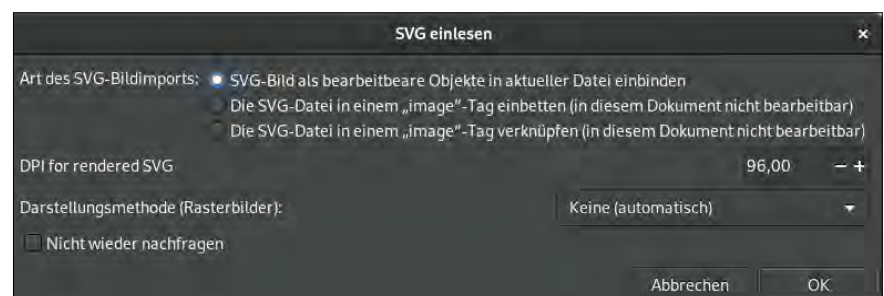 SVG einlesen ×
Art des SVG-Bildimports: SVG-Bild als bearbeitbare Objekte in aktueller Datei einbinden
Die SVG-Datei in einem „image“-Tag einbetten (in diesem Dokument nicht bearbeitbar)
Die SVG-Datei in einem „image“-Tag verknüpfen (in diesem Dokument nicht bearbeitbar)
DPI for rendered SVG 96,00 − +
Darstellungsmethode (Rasterbilder): Keine (automatisch)
Nicht wieder nachfragen
Abbrechen OK